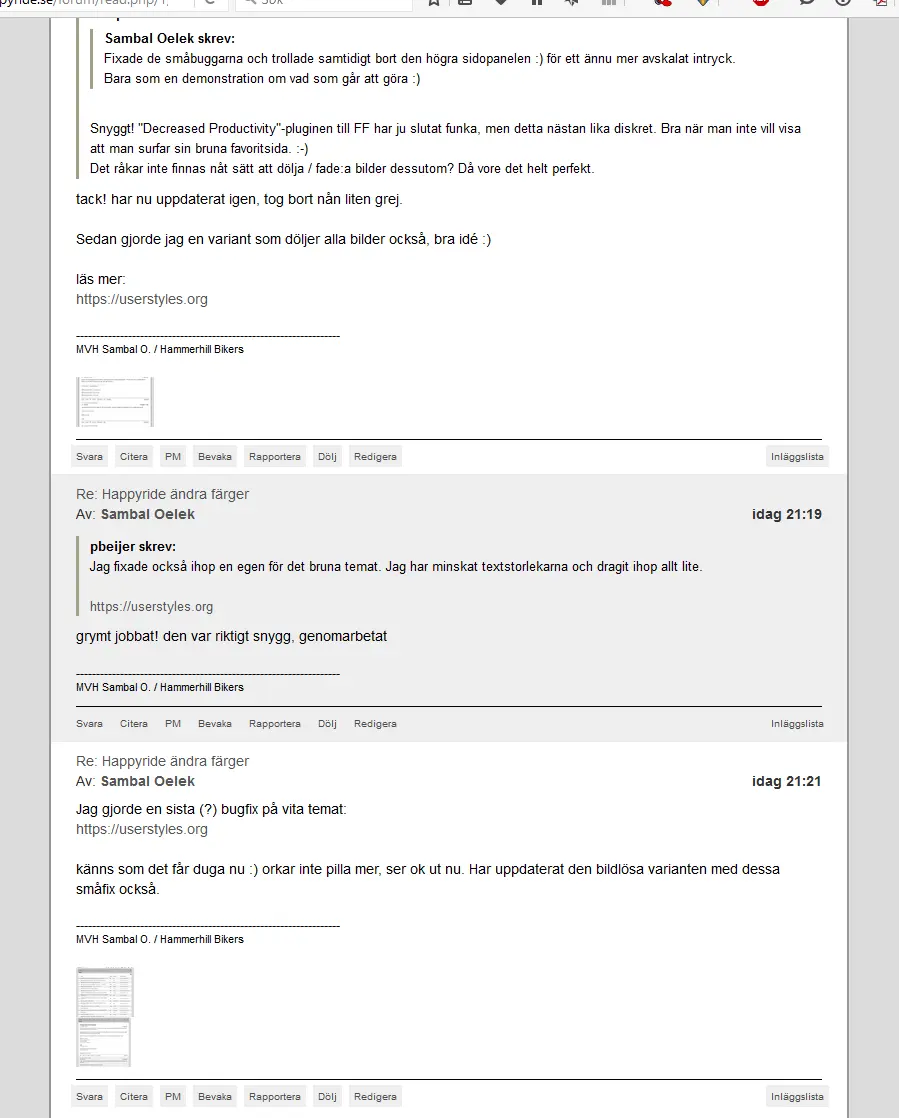 pyride.se/forum/read.php/1,
Sök
Sambal Oelek skrev:
Fixade de småbuggarna och trollade samtidigt bort den högra sidopanelen :) för ett ännu mer avskalat intryck.
Bara som en demonstration om vad som går att göra :)
Snyggt! "Decreased Productivity"-pluginen till FF har ju slutat funka, men detta nästan lika diskret. Bra när man inte vill visa
att man surfar sin bruna favoritsida. :-)
Det råkar inte finnas nåt sätt att dölja / fade:a bilder dessutom? Då vore det helt perfekt.
tack! har nu uppdaterat igen, tog bort nån liten grej.
Sedan gjorde jag en variant som döljer alla bilder också, bra idé :)
läs mer:
https://userstyles.org
------------------------------------------------------------------
MVH Sambal O. / Hammerhill Bikers
Svara Citera PM Bevaka Rapportera Dölj Redigera Inläggslista
Re: Happyride ändra färger
Av: Sambal Oelek idag 21:19
pbeijer skrev:
Jag fixade också ihop en egen för det bruna temat. Jag har minskat textstorlekarna och dragit ihop allt lite.
https://userstyles.org
grymt jobbat! den var riktigt snygg, genomarbetat
------------------------------------------------------------------
MVH Sambal O. / Hammerhill Bikers
Svara Citera PM Bevaka Rapportera Dölj Redigera Inläggslista
Re: Happyride ändra färger
Av: Sambal Oelek idag 21:21
Jag gjorde en sista (?) bugfix på vita temat:
https://userstyles.org
känns som det får duga nu :) orkar inte pilla mer, ser ok ut nu. Har uppdaterat den bildlösa varianten med dessa
småfix också.
------------------------------------------------------------------
MVH Sambal O. / Hammerhill Bikers
Svara Citera PM Bevaka Rapportera Dölj Redigera Inläggslista